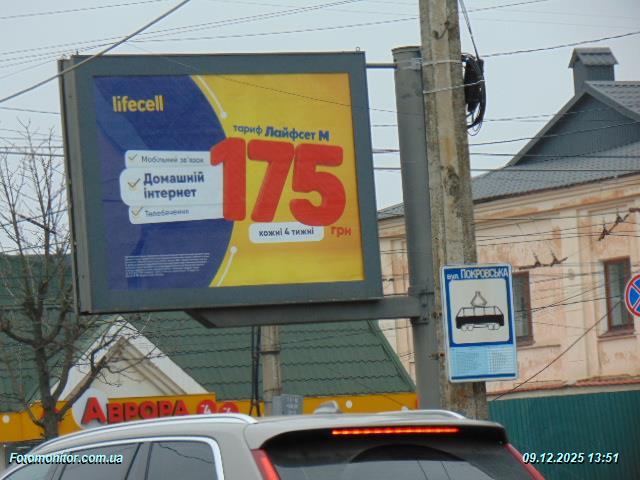 lifecell
тариф Лайфсет М
175
грн
кожні 4 тижні
Мобільний зв'язок
Домашній
інтернет
Телебачення
вул. ПОКРОВСЬКА
АВРОРА
Fotomonitor.com.ua
09.12.2025 13:51